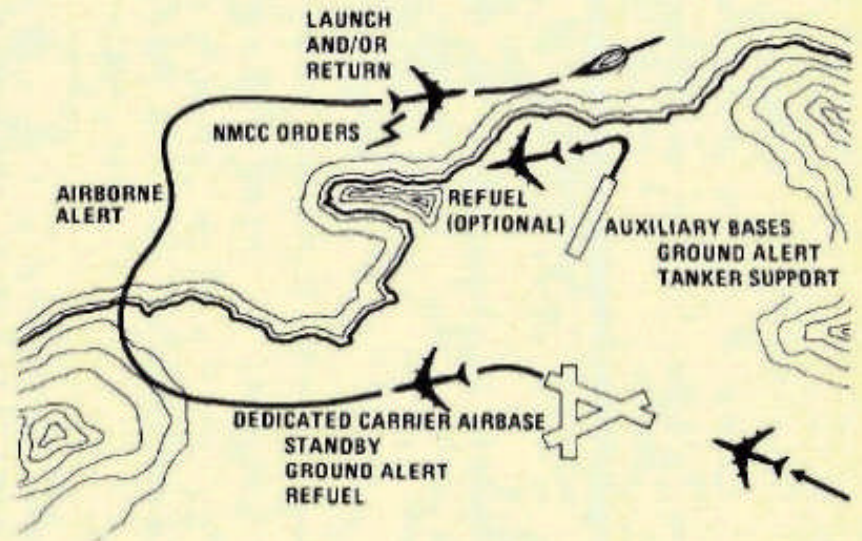 LAUNCH
AND/OR
RETURN
NMCC ORDERS
AIRBORNE
ALERT
REFUEL
(OPTIONAL)
AUXILIARY BASES
GROUND ALERT
TANKER SUPPORT
DEDICATED CARRIER AIRBASE
STANDBY
GROUND ALERT
REFUEL